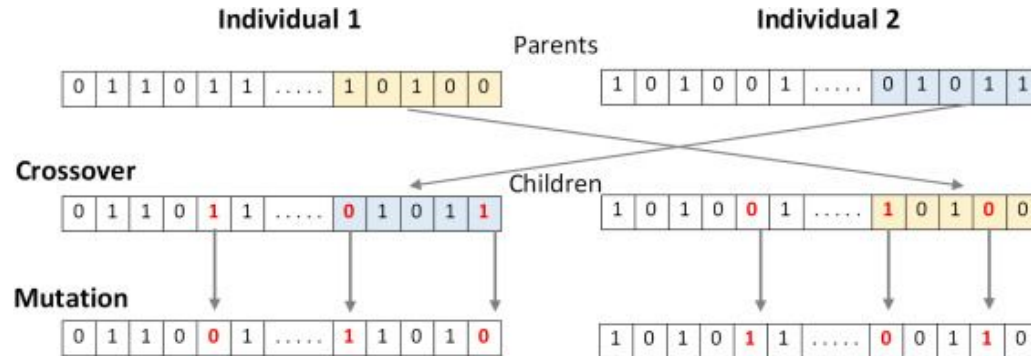 Individual 1 Individual 2
Parents
0 1 1 0 1 1 ..... 1 0 1 0 0 1 0 1 0 0 1 ..... 0 1 0 1 1
Crossover
Children
0 1 1 0 1 1 ..... 0 1 0 1 1 1 0 1 0 0 1 ..... 1 0 1 0 0
Mutation
0 1 1 0 0 1 ..... 1 1 0 1 0 1 0 1 0 1 1 ..... 0 0 1 1 0